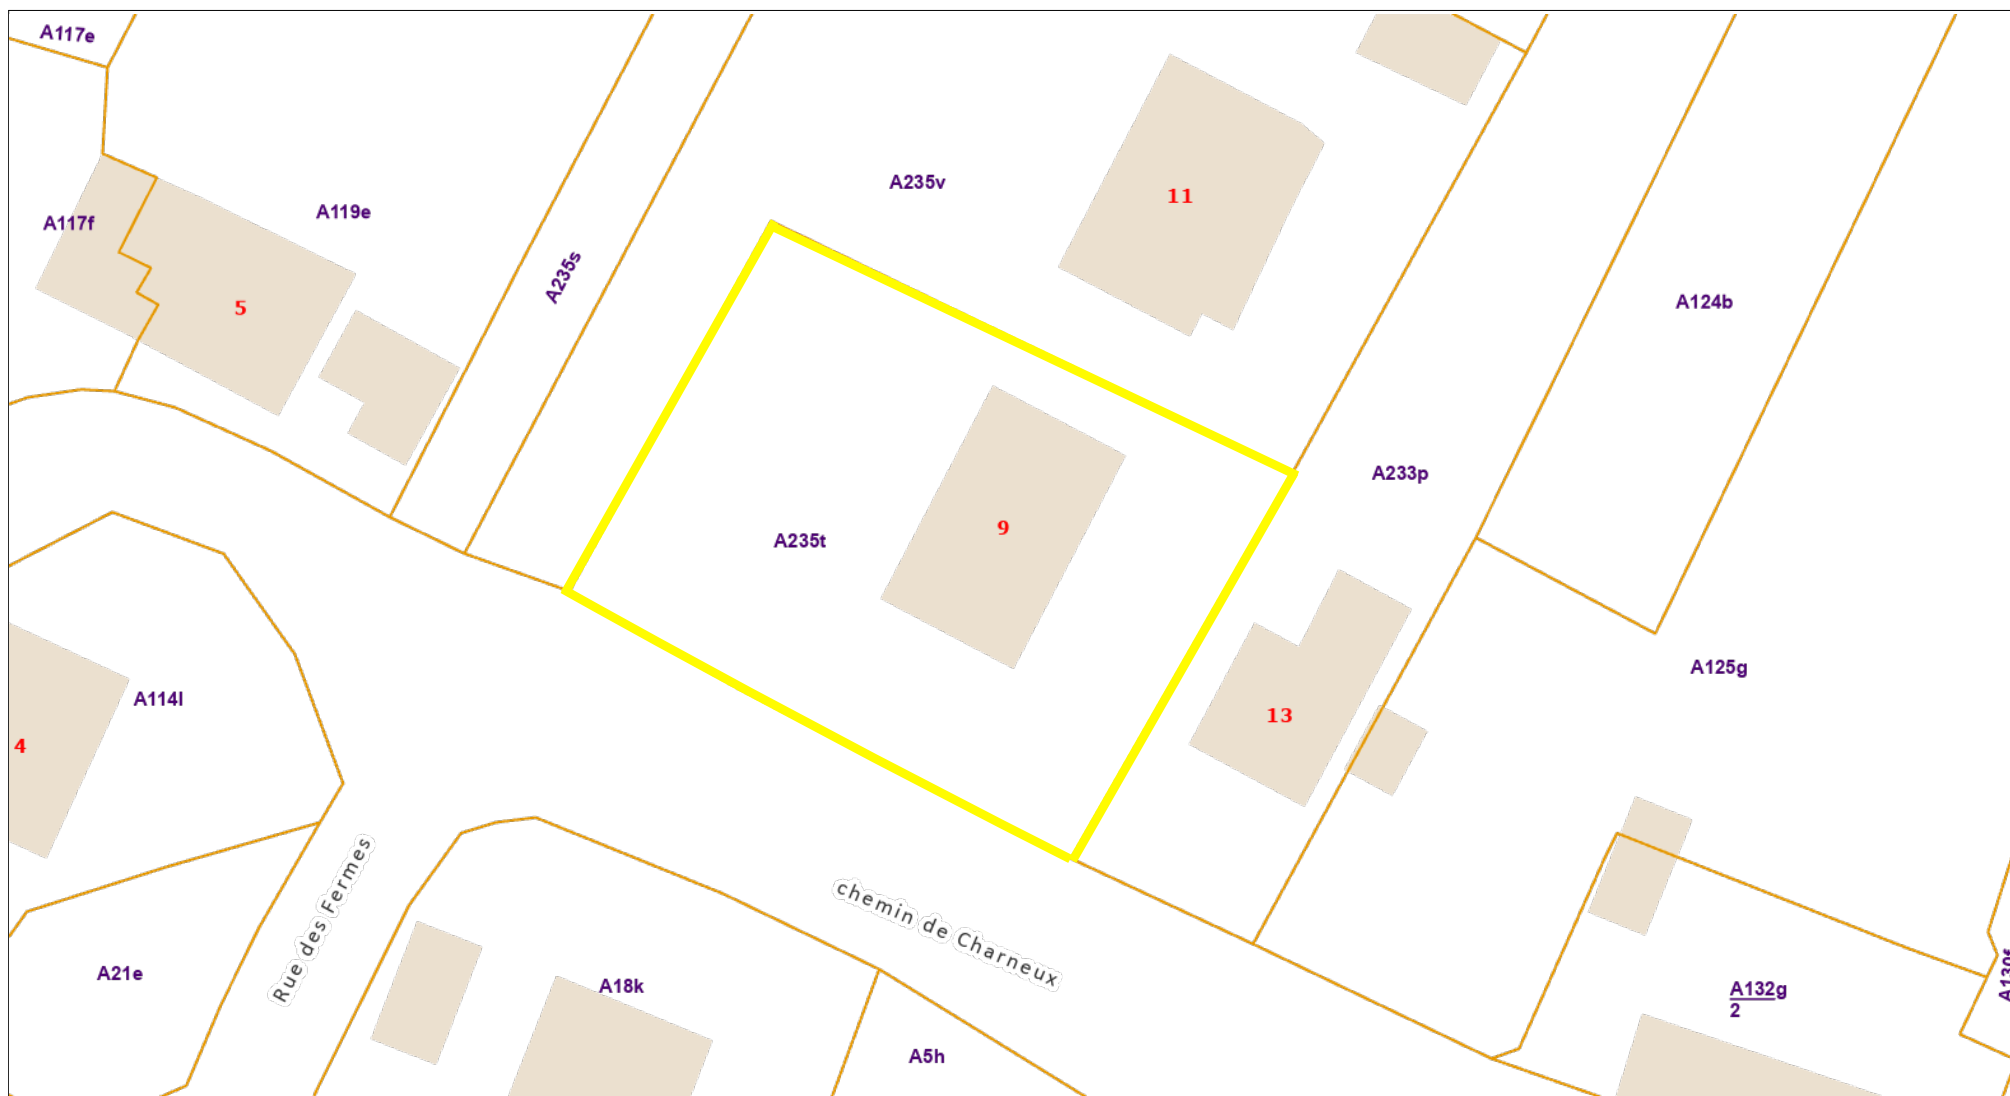 A117e
A235v
11
A119e
A117f
A235s
5
A124b
A233p
9
A235t
A125g
A114l
13
4
Rue des Fermes
chemin de Charneux
A21e
A18k
A132g
2
A130f
A5h